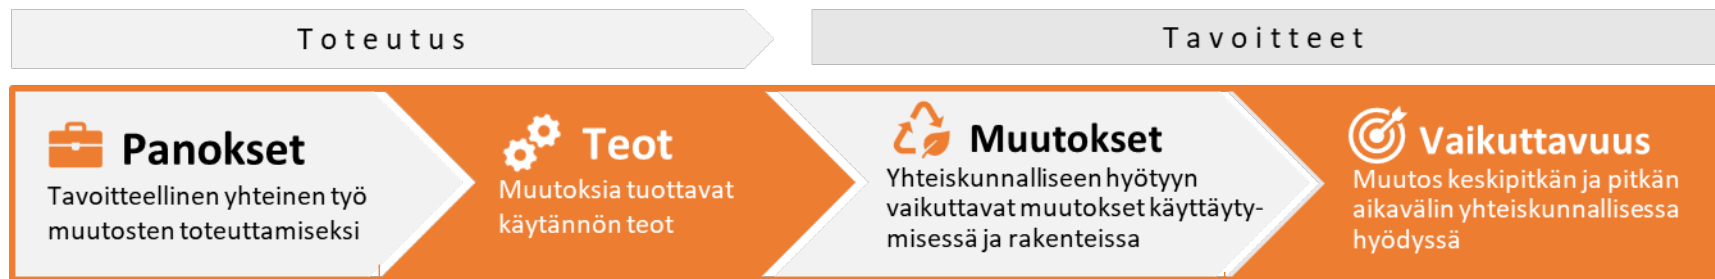 Toteutus
Tavoitteet
Panokset
Tavoitteellinen yhteinen työ
muutosten toteuttamiseksi
Teot
Muutoksia tuottavat
käytännön teot
Muutokset
Yhteiskunnalliseen hyötyyn
vaikuttavat muutokset käyttäyty-
misessä ja rakenteissa
Vaikuttavuus
Muutos keskipitkän ja pitkän
aikavälin yhteiskunnallisessa
hyödyssä